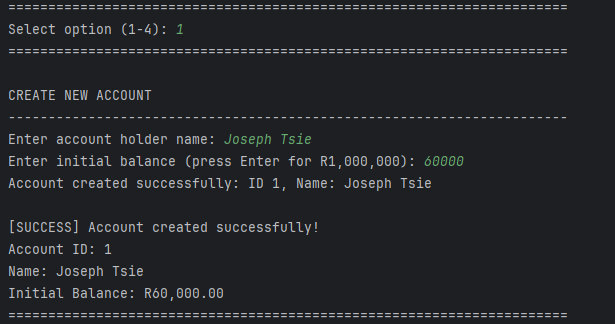 ======================================================================
Select option (1-4): 1
======================================================================
CREATE NEW ACCOUNT
----------------------------------------------------------------------
Enter account holder name: Joseph Tsie
Enter initial balance (press Enter for R1,000,000): 60000
Account created successfully: ID 1, Name: Joseph Tsie
[SUCCESS] Account created successfully!
Account ID: 1
Name: Joseph Tsie
Initial Balance: R60,000.00
======================================================================